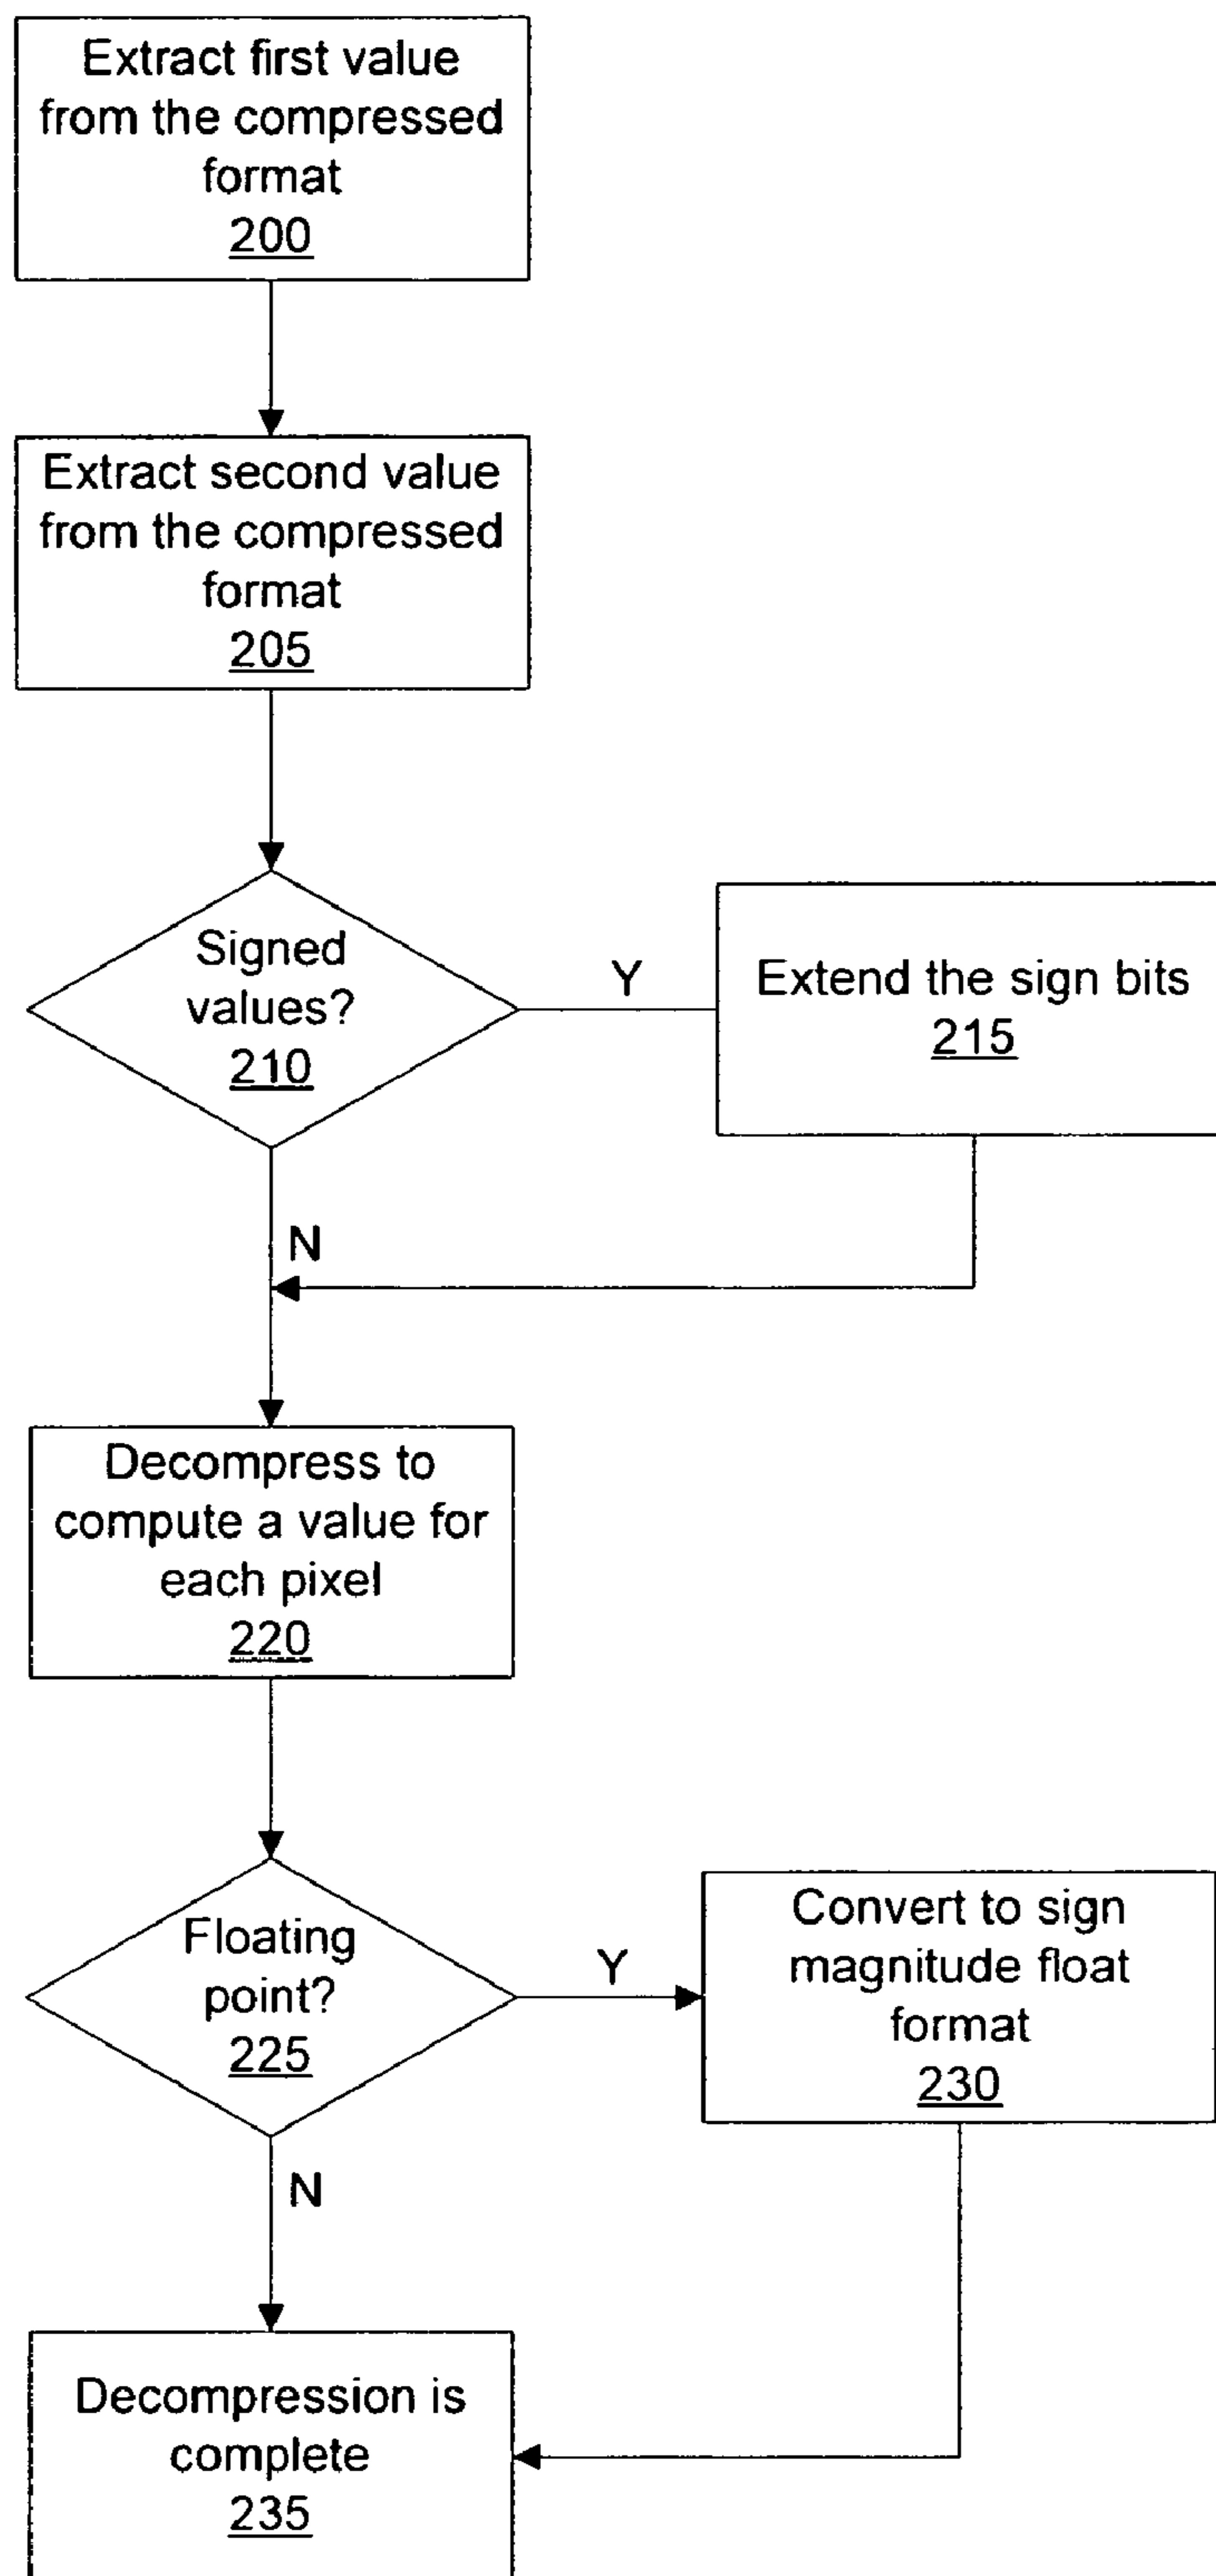 Extract first value
from the compressed
format
200
Extract second value
from the compressed
format
205
Signed
values?
210
Y
Extend the sign bits
215
N
Decompress to
compute a value for
each pixel
220
Floating
point?
225
Y
Convert to sign
magnitude float
format
230
N
Decompression is
complete
235